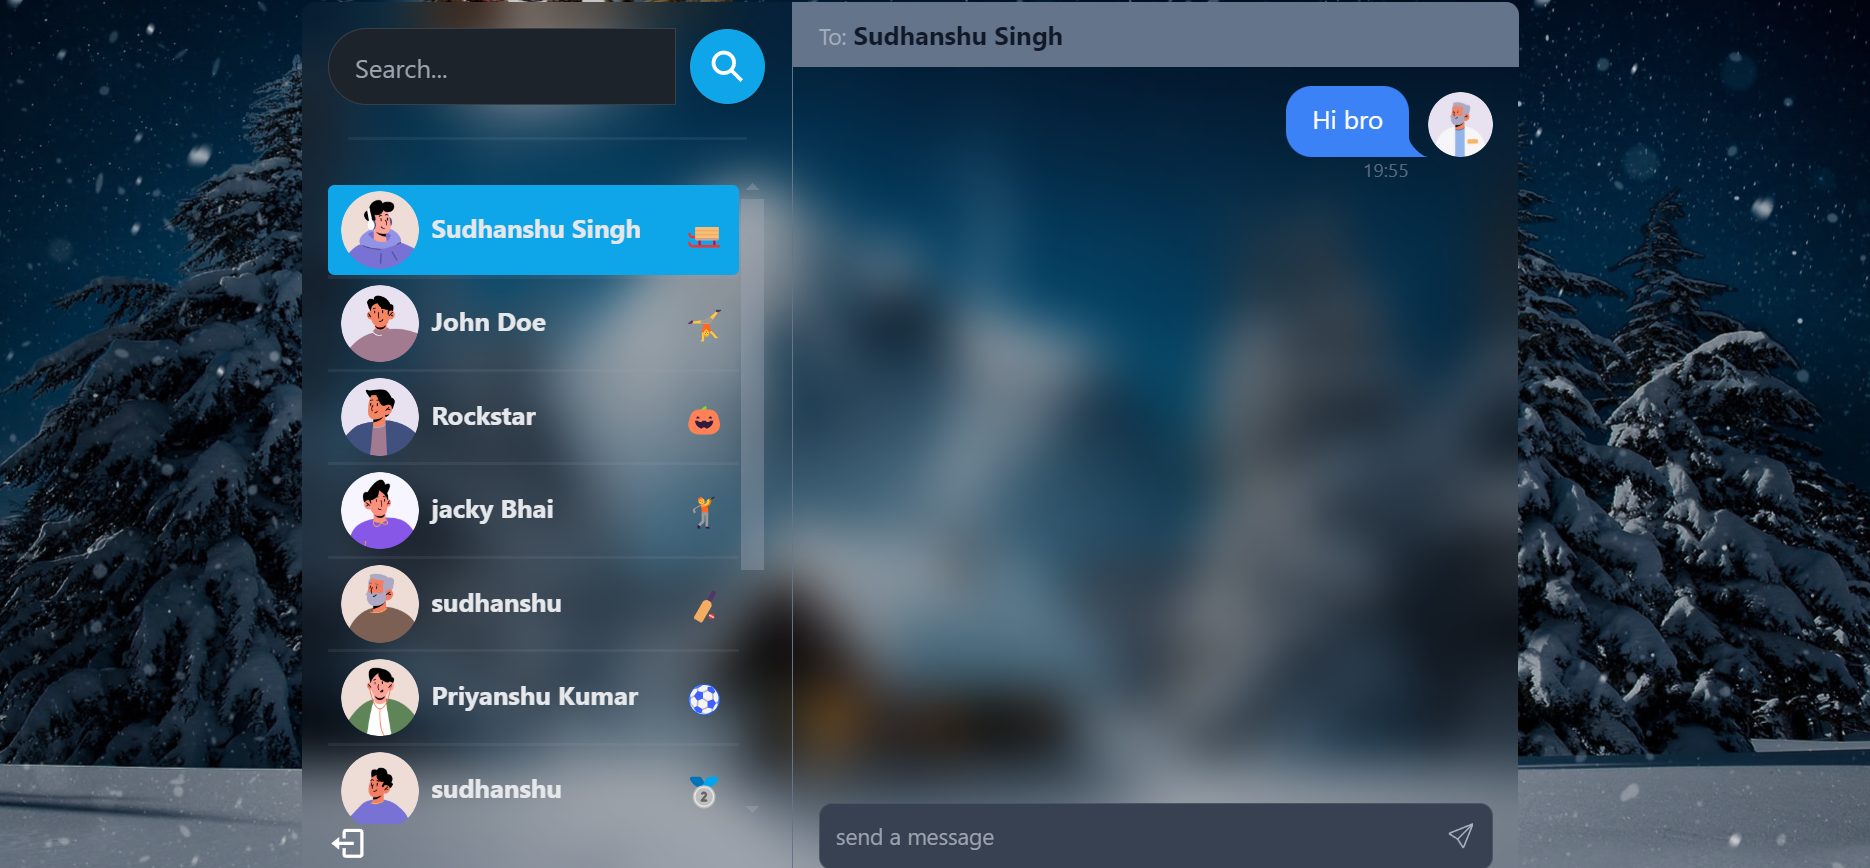 Search...
Sudhanshu Singh
John Doe
Rockstar
jacky Bhai
sudhanshu
Priyanshu Kumar
sudhanshu
2
To: Sudhanshu Singh
Hi bro
19:55
send a message